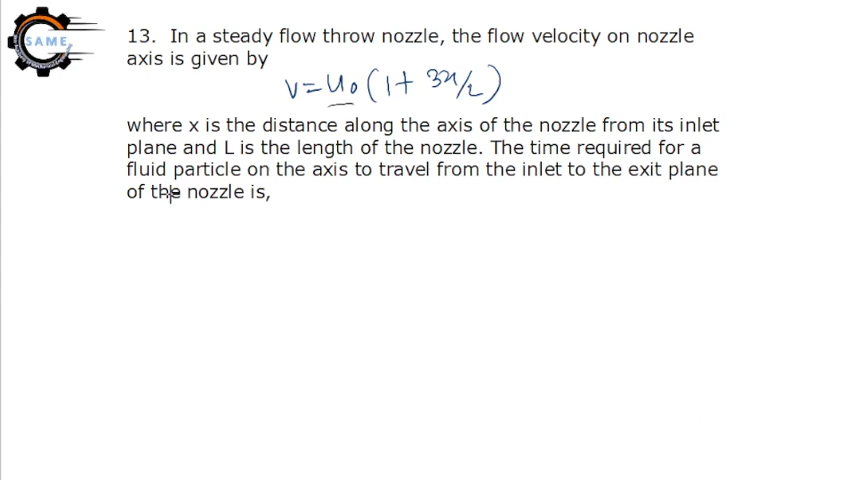 SAME
13. In a steady flow throw nozzle, the flow velocity on nozzle
axis is given by
v = u₀ (1 + 3x/2)
where x is the distance along the axis of the nozzle from its inlet
plane and L is the length of the nozzle. The time required for a
fluid particle on the axis to travel from the inlet to the exit plane
of the nozzle is,